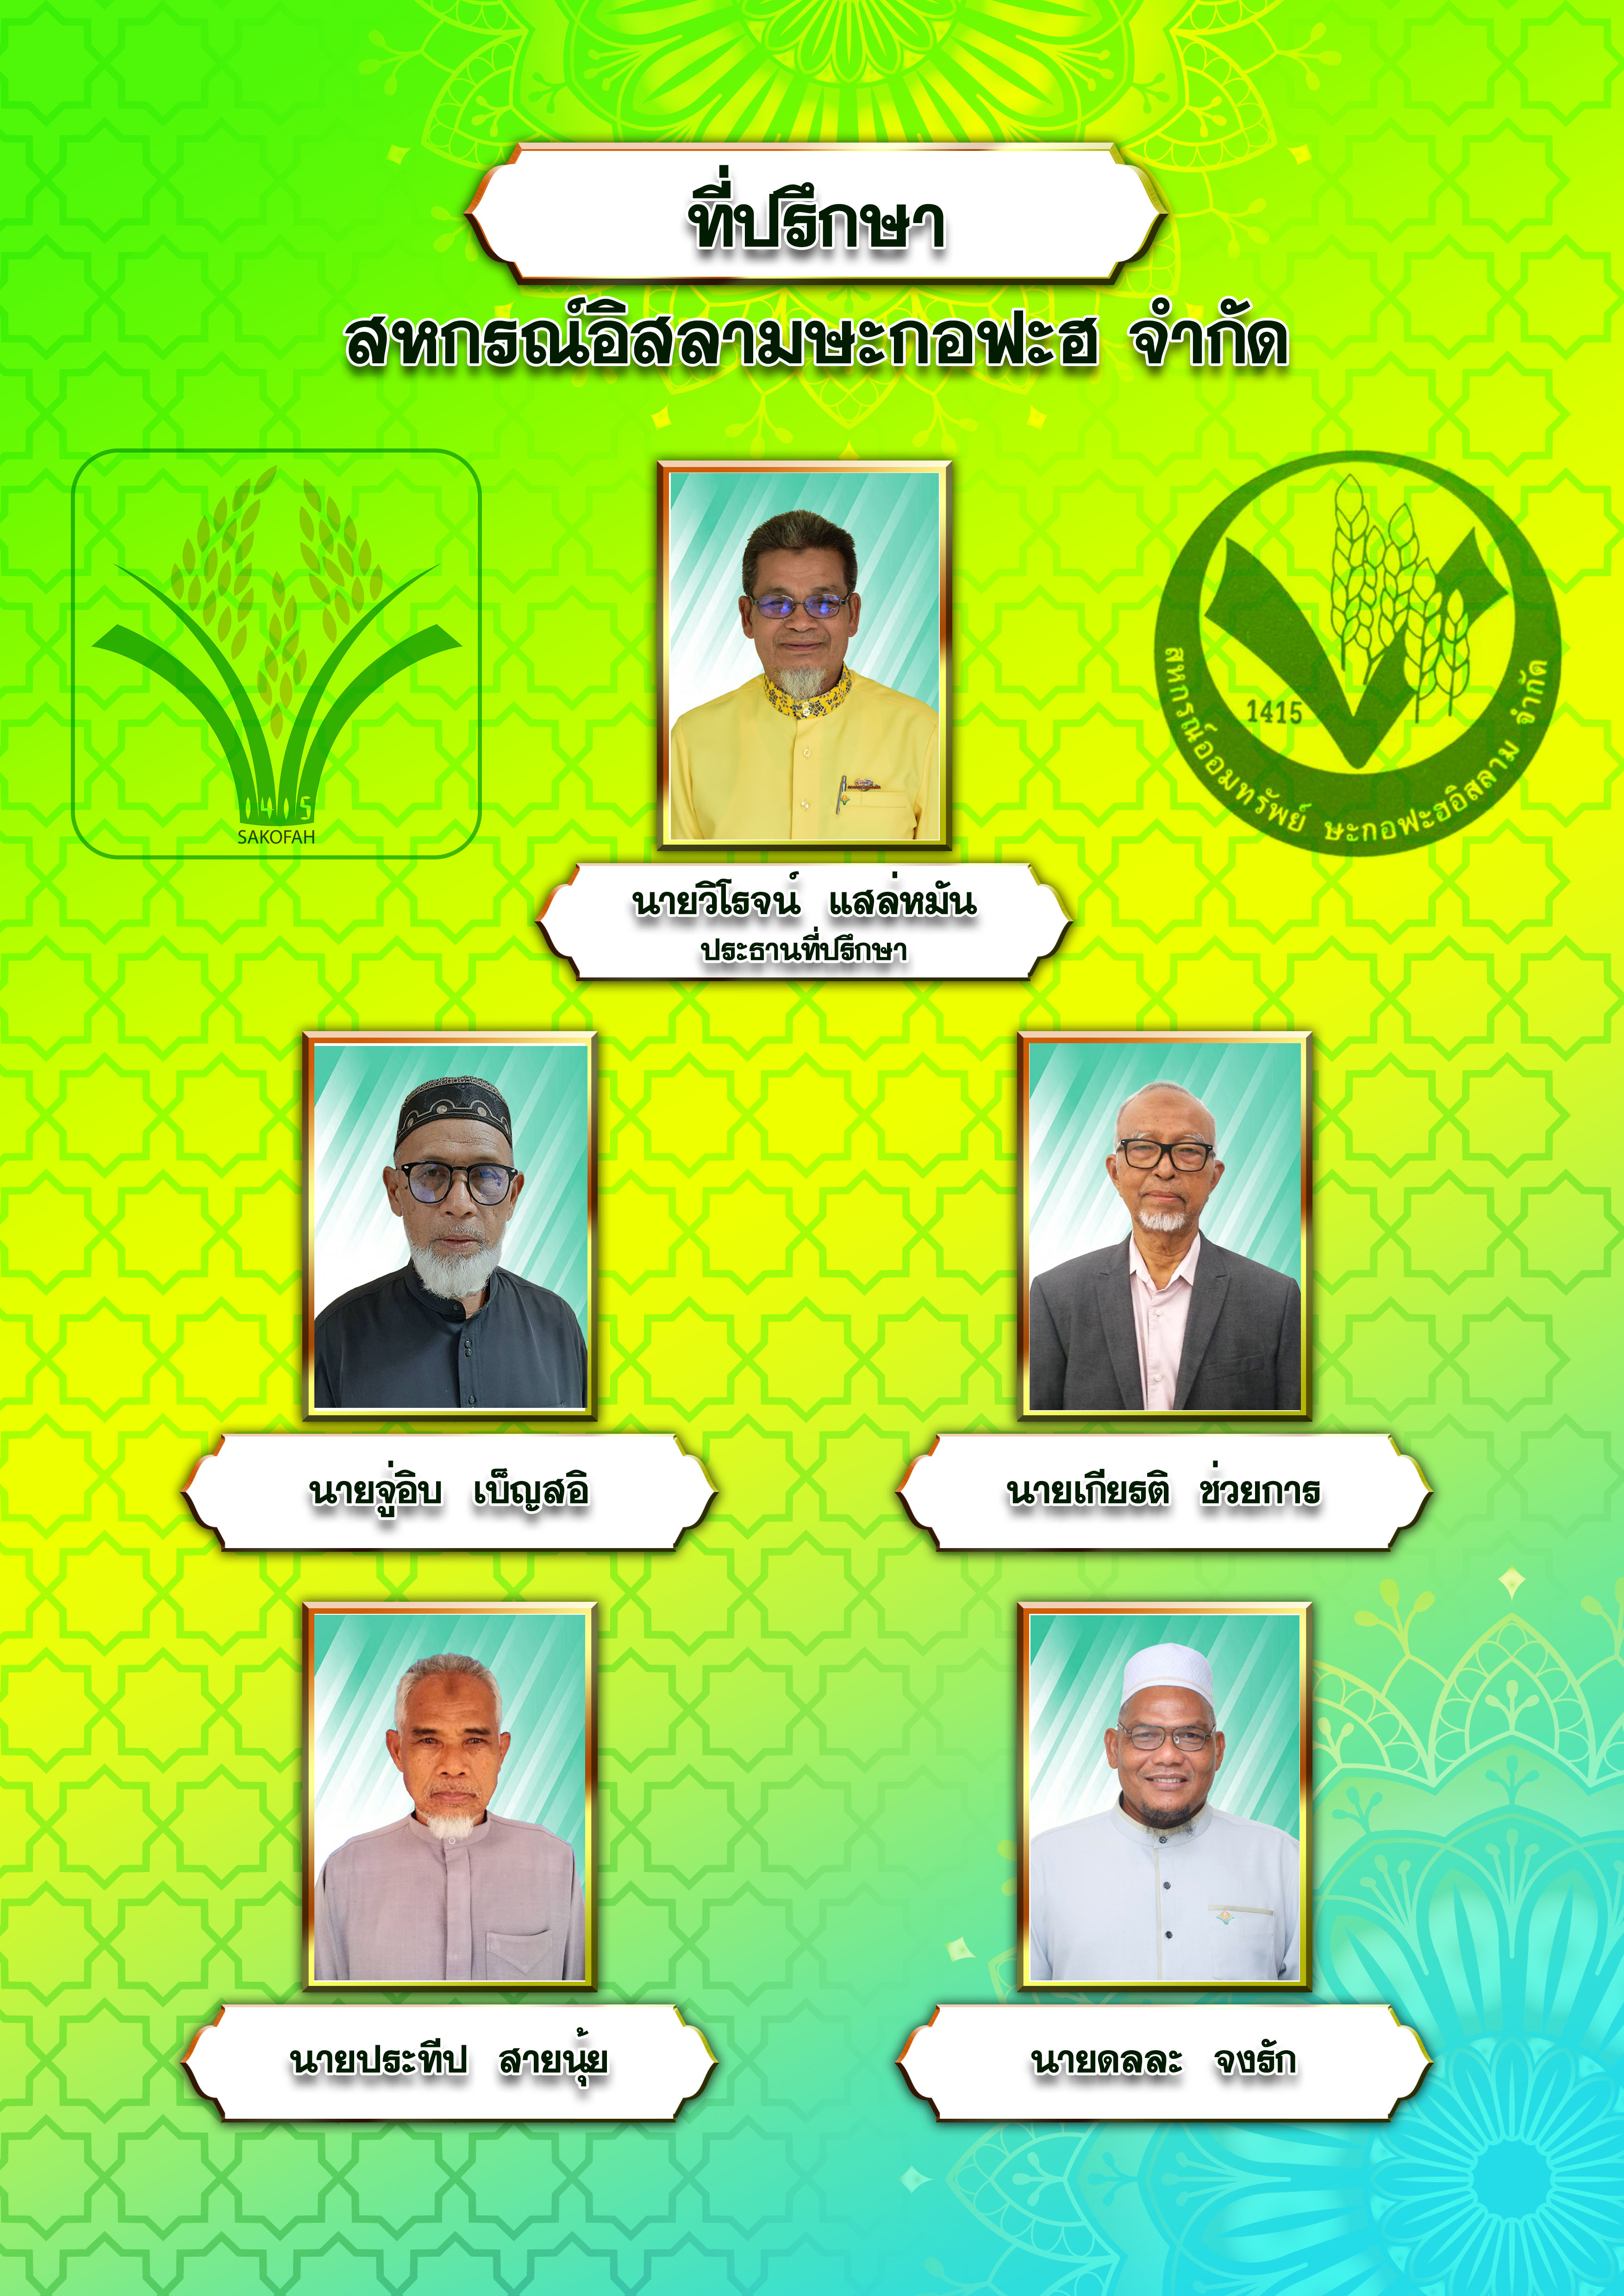 ที่ปรึกษา
สหกรณ์อิสลามษะกอฟะฮ จำกัด
0405
SAKOFAH
1415
สหกรณ์ออมทรัพย์ ษะกอฟะฮอิสลาม จำกัด
นายวิโรจน์ แสล่หมัน
ประธานที่ปรึกษา
นายจู่อิบ เบ็ญสอิ
นายเกียรติ ช่วยการ
นายประทีป สายนุ้ย
นายดลละ จงรัก